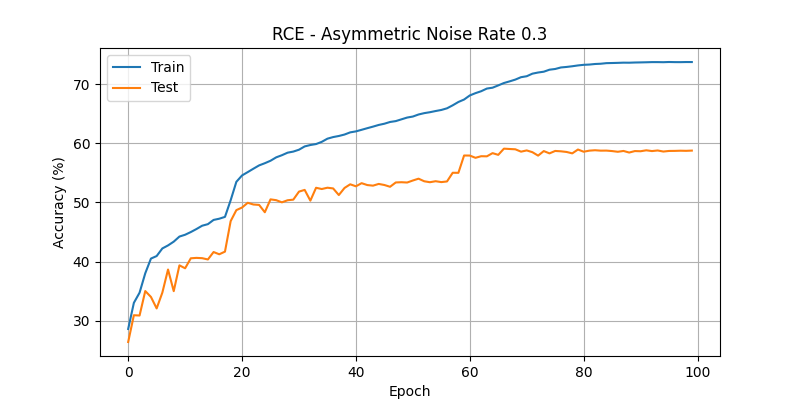 RCE - Asymmetric Noise Rate 0.3
Train
Test
Accuracy (%)
70
60
50
40
30
0 20 40 60 80 100
Epoch